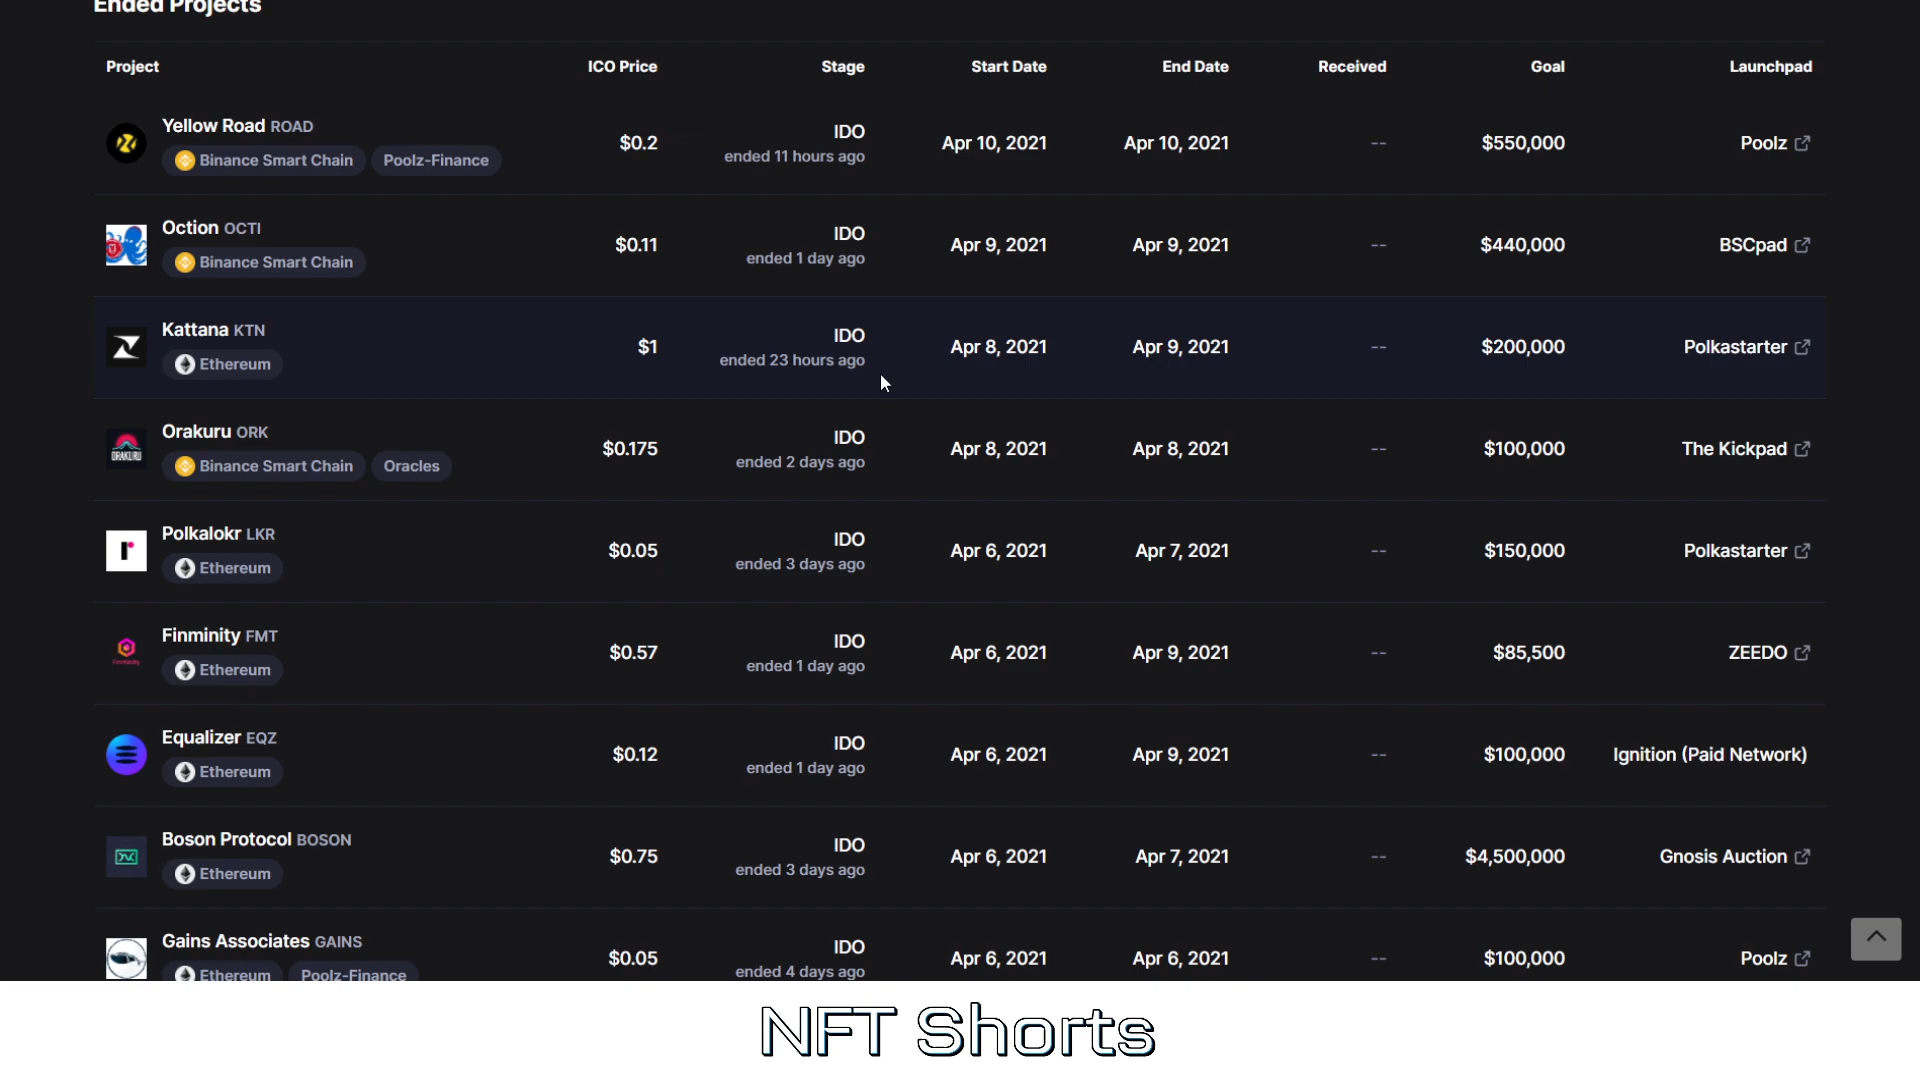 Ended Projects
Project ICO Price Stage Start Date End Date Received Goal Launchpad
Yellow Road ROAD
Binance Smart Chain Poolz-Finance
$0.2
IDO
ended 11 hours ago
Apr 10, 2021 Apr 10, 2021 -- $550,000 Poolz
Oction OCTI
Binance Smart Chain
$0.11
IDO
ended 1 day ago
Apr 9, 2021 Apr 9, 2021 -- $440,000 BSCpad
Kattana KTN
Ethereum
$1
IDO
ended 23 hours ago
Apr 8, 2021 Apr 9, 2021 -- $200,000 Polkastarter
ORAKURU
Orakuru ORK
Binance Smart Chain Oracles
$0.175
IDO
ended 2 days ago
Apr 8, 2021 Apr 8, 2021 -- $100,000 The Kickpad
Polkalokr LKR
Ethereum
$0.05
IDO
ended 3 days ago
Apr 6, 2021 Apr 7, 2021 -- $150,000 Polkastarter
Finminity FMT
Ethereum
$0.57
IDO
ended 1 day ago
Apr 6, 2021 Apr 9, 2021 -- $85,500 ZEEDO
Equalizer EQZ
Ethereum
$0.12
IDO
ended 1 day ago
Apr 6, 2021 Apr 9, 2021 -- $100,000 Ignition (Paid Network)
Boson Protocol BOSON
Ethereum
$0.75
IDO
ended 3 days ago
Apr 6, 2021 Apr 7, 2021 -- $4,500,000 Gnosis Auction
Gains Associates GAINS
Ethereum Poolz-Finance
$0.05
IDO
ended 4 days ago
Apr 6, 2021 Apr 6, 2021 -- $100,000 Poolz
NFT Shorts